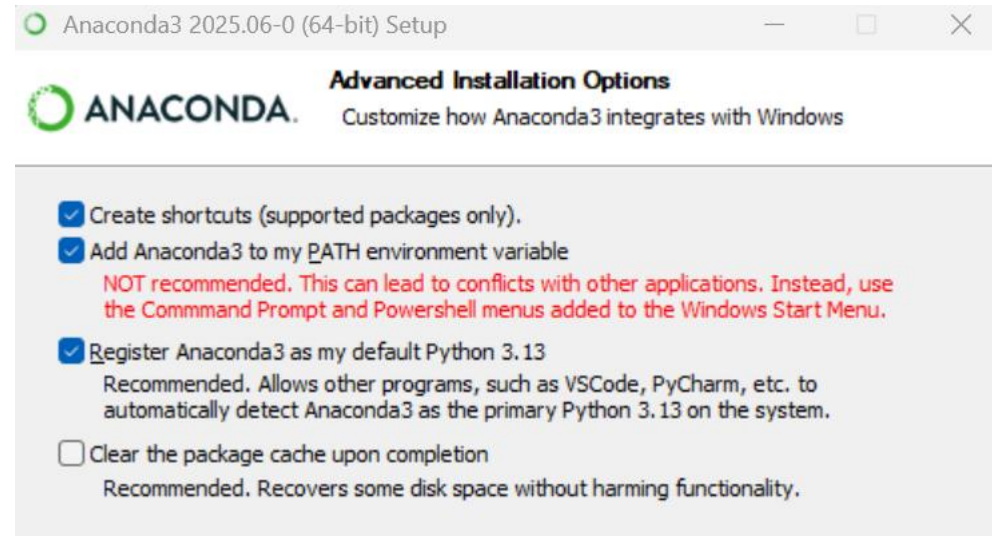 Anaconda3 2025.06-0 (64-bit) Setup
ANACONDA.
Advanced Installation Options
Customize how Anaconda3 integrates with Windows
Create shortcuts (supported packages only).
Add Anaconda3 to my PATH environment variable
NOT recommended. This can lead to conflicts with other applications. Instead, use
the Commmand Prompt and Powershell menus added to the Windows Start Menu.
Register Anaconda3 as my default Python 3.13
Recommended. Allows other programs, such as VSCode, PyCharm, etc. to
automatically detect Anaconda3 as the primary Python 3.13 on the system.
Clear the package cache upon completion
Recommended. Recovers some disk space without harming functionality.